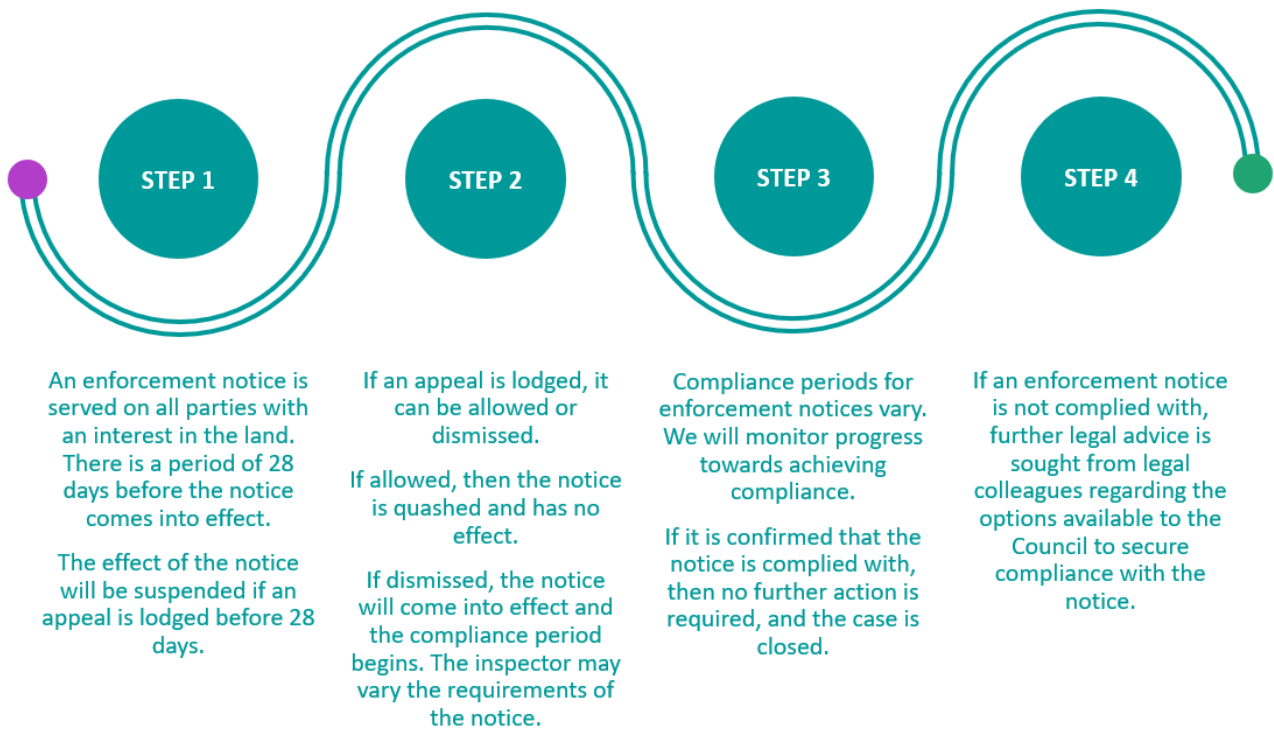 STEP 1
An enforcement notice is
served on all parties with
an interest in the land.
There is a period of 28
days before the notice
comes into effect.
The effect of the notice
will be suspended if an
appeal is lodged before 28
days.
STEP 2
If an appeal is lodged, it
can be allowed or
dismissed.
If allowed, then the notice
is quashed and has no
effect.
If dismissed, the notice
will come into effect and
the compliance period
begins. The inspector may
vary the requirements of
the notice.
STEP 3
Compliance periods for
enforcement notices vary.
We will monitor progress
towards achieving
compliance.
If it is confirmed that the
notice is complied with,
then no further action is
required, and the case is
closed.
STEP 4
If an enforcement notice
is not complied with,
further legal advice is
sought from legal
colleagues regarding the
options available to the
Council to secure
compliance with the
notice.